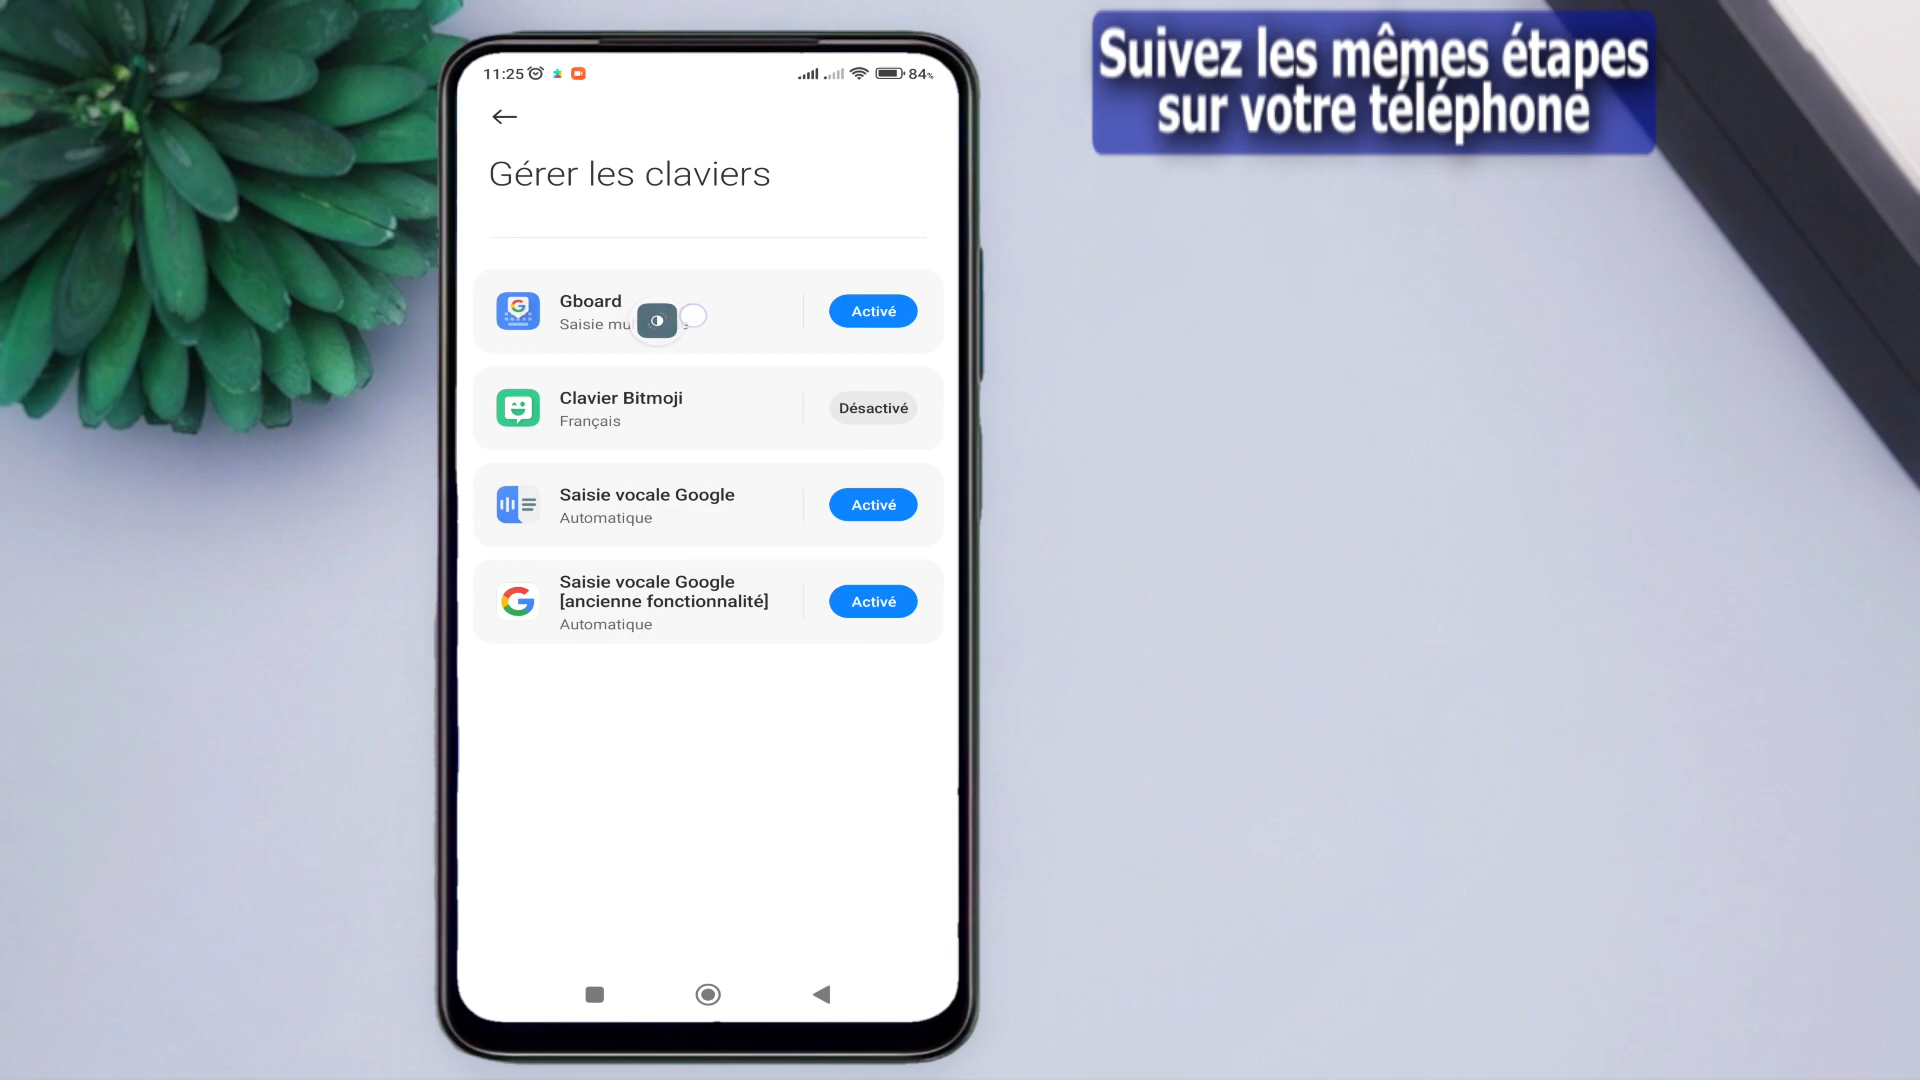 Suivez les mêmes étapes
sur votre téléphone
11:25
84%
Gérer les claviers
Gboard
Saisie
Activé
Clavier Bitmoji
Français
Désactivé
Saisie vocale Google
Automatique
Activé
Saisie vocale Google
[ancienne fonctionnalité]
Automatique
Activé